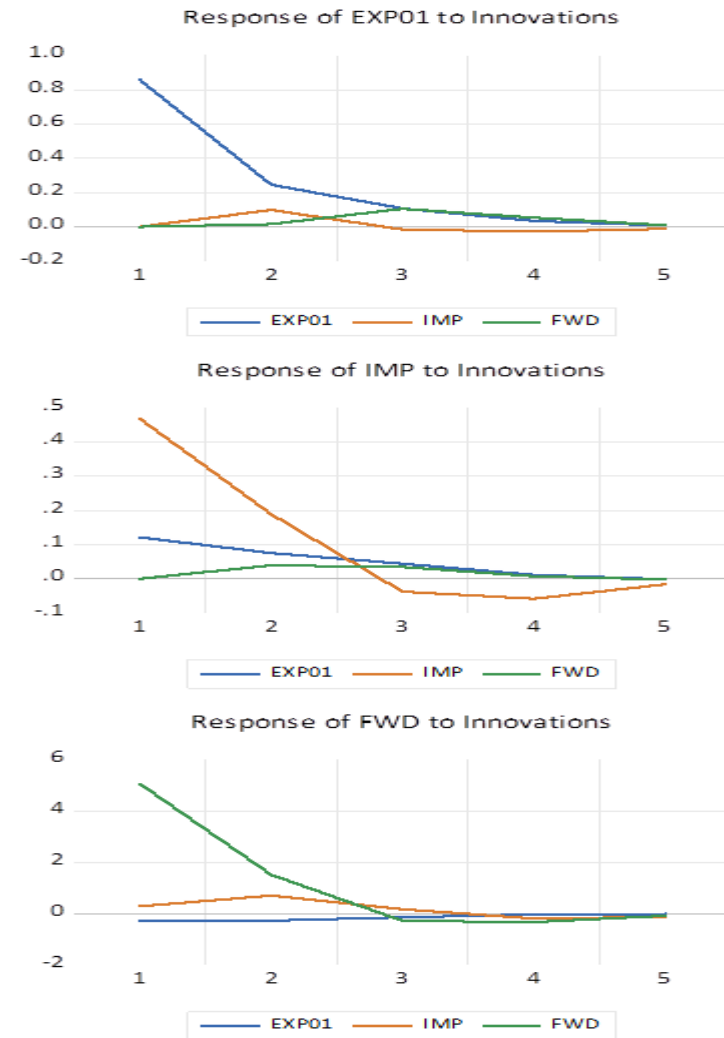 Response of EXP01 to Innovations
1.0
0.8
0.6
0.4
0.2
0.0
-0.2
1 2 3 4 5
EXP01 IMP FWD
Response of IMP to Innovations
.5
.4
.3
.2
.1
.0
-.1
1 2 3 4 5
EXP01 IMP FWD
Response of FWD to Innovations
6
4
2
0
-2
1 2 3 4 5
EXP01 IMP FWD